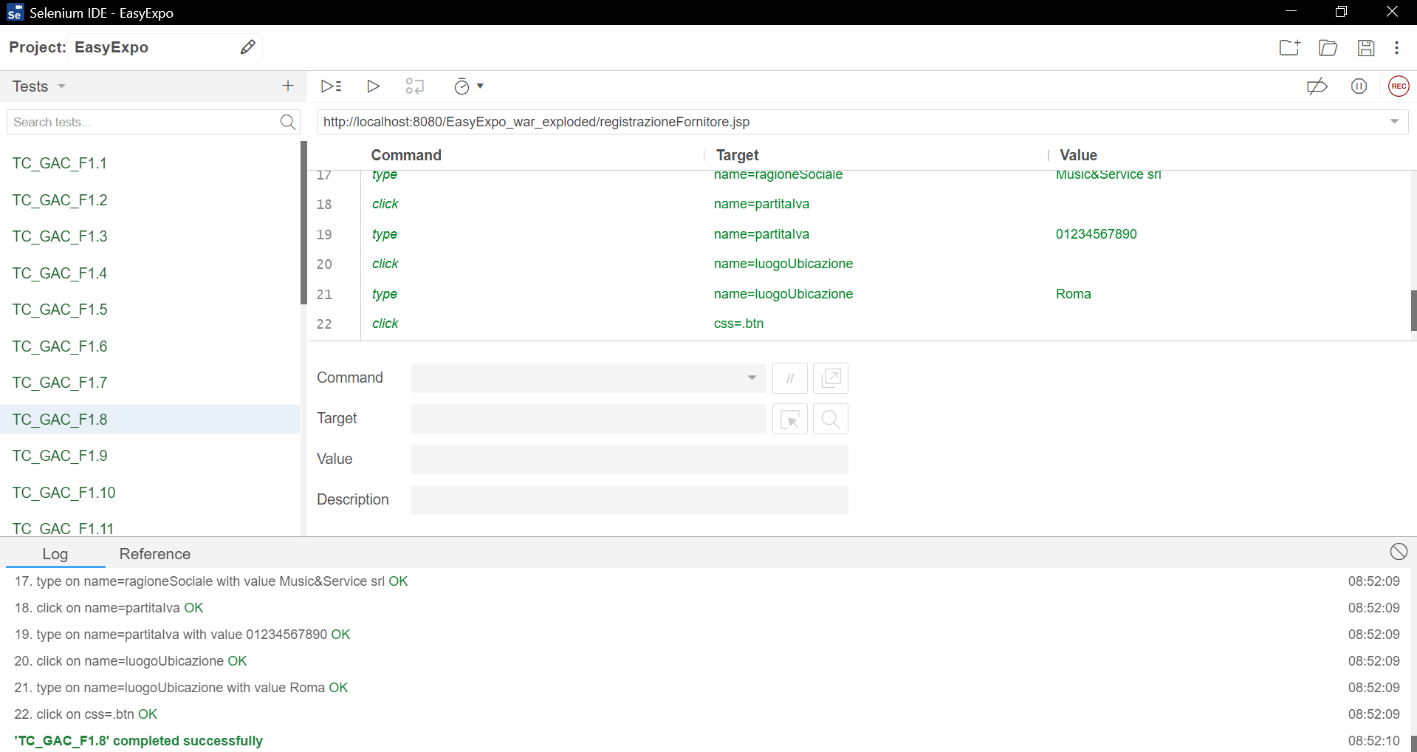 Selenium IDE - EasyExpo
Project: EasyExpo
Tests
REC
Search tests...
http://localhost:8080/EasyExpo_war_exploded/registrazioneFornitore.jsp
Command Target Value
TC_GAC_F1.1
TC_GAC_F1.2
TC_GAC_F1.3
TC_GAC_F1.4
TC_GAC_F1.5
TC_GAC_F1.6
TC_GAC_F1.7
TC_GAC_F1.8
TC_GAC_F1.9
TC_GAC_F1.10
TC_GAC_F1.11
17 type name=ragioneSociale Music&Service srl
18 click name=partitaIva
19 type name=partitaIva 01234567890
20 click name=luogoUbicazione
21 type name=luogoUbicazione Roma
22 click css=.btn
Command //
Target
Value
Description
Log Reference
17. type on name=ragioneSociale with value Music&Service srl OK 08:52:09
18. click on name=partitaIva OK 08:52:09
19. type on name=partitaIva with value 01234567890 OK 08:52:09
20. click on name=luogoUbicazione OK 08:52:09
21. type on name=luogoUbicazione with value Roma OK 08:52:09
22. click on css=.btn OK 08:52:09
'TC_GAC_F1.8' completed successfully 08:52:10